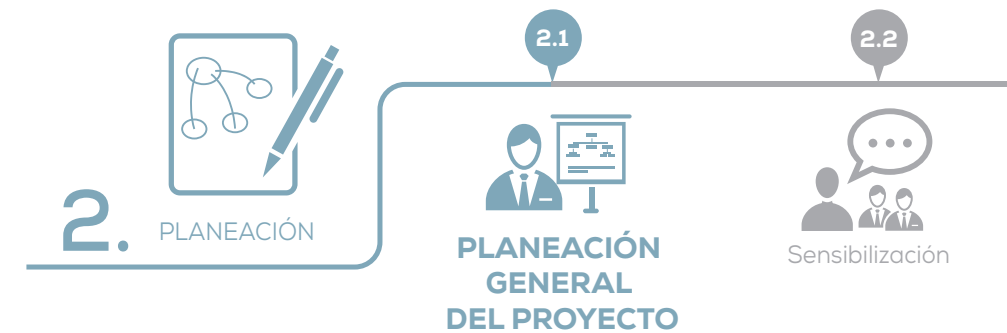 2. PLANEACIÓN
2.1
PLANEACIÓN
GENERAL
DEL PROYECTO
2.2
Sensibilización